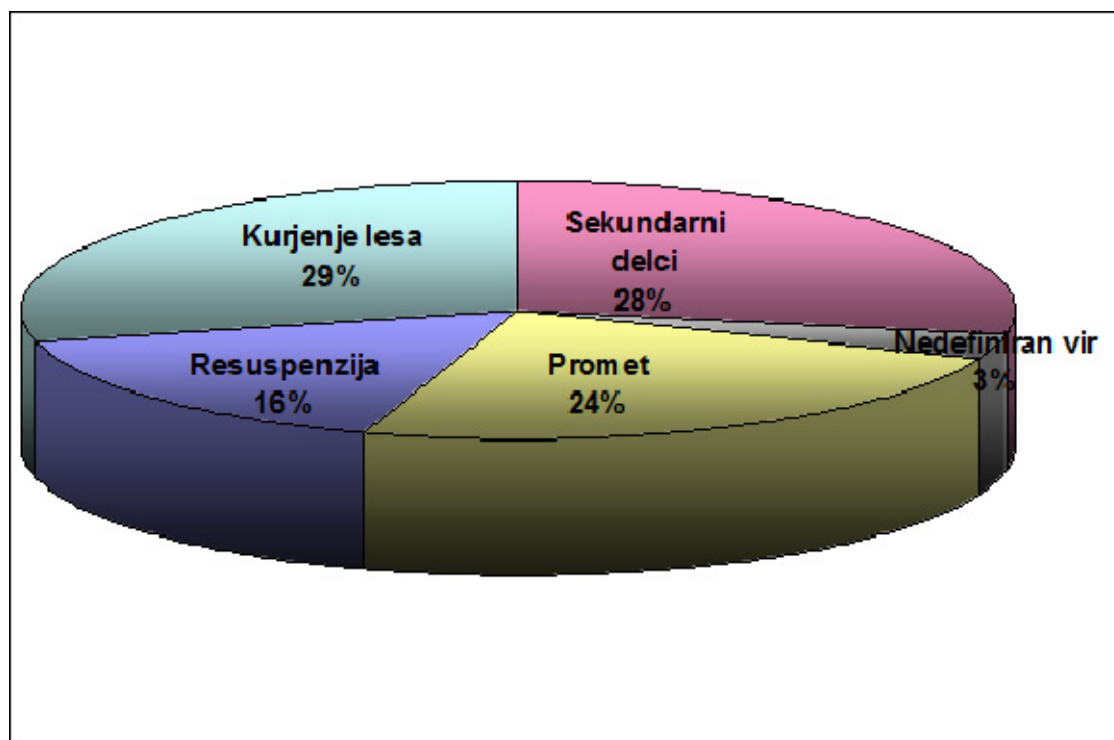 Kurjenje lesa
29%
Sekundarni
delci
28%
Nedefiniran vir
3%
Resuspenzija
16%
Promet
24%